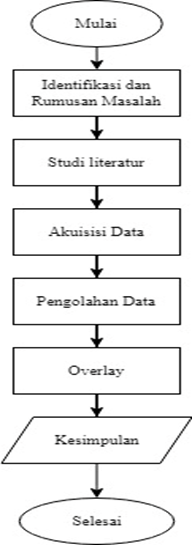 Mulai
Identifikasi dan
Rumusan Masalah
Studi literatur
Akuisisi Data
Pengolahan Data
Overlay
Kesimpulan
Selesai